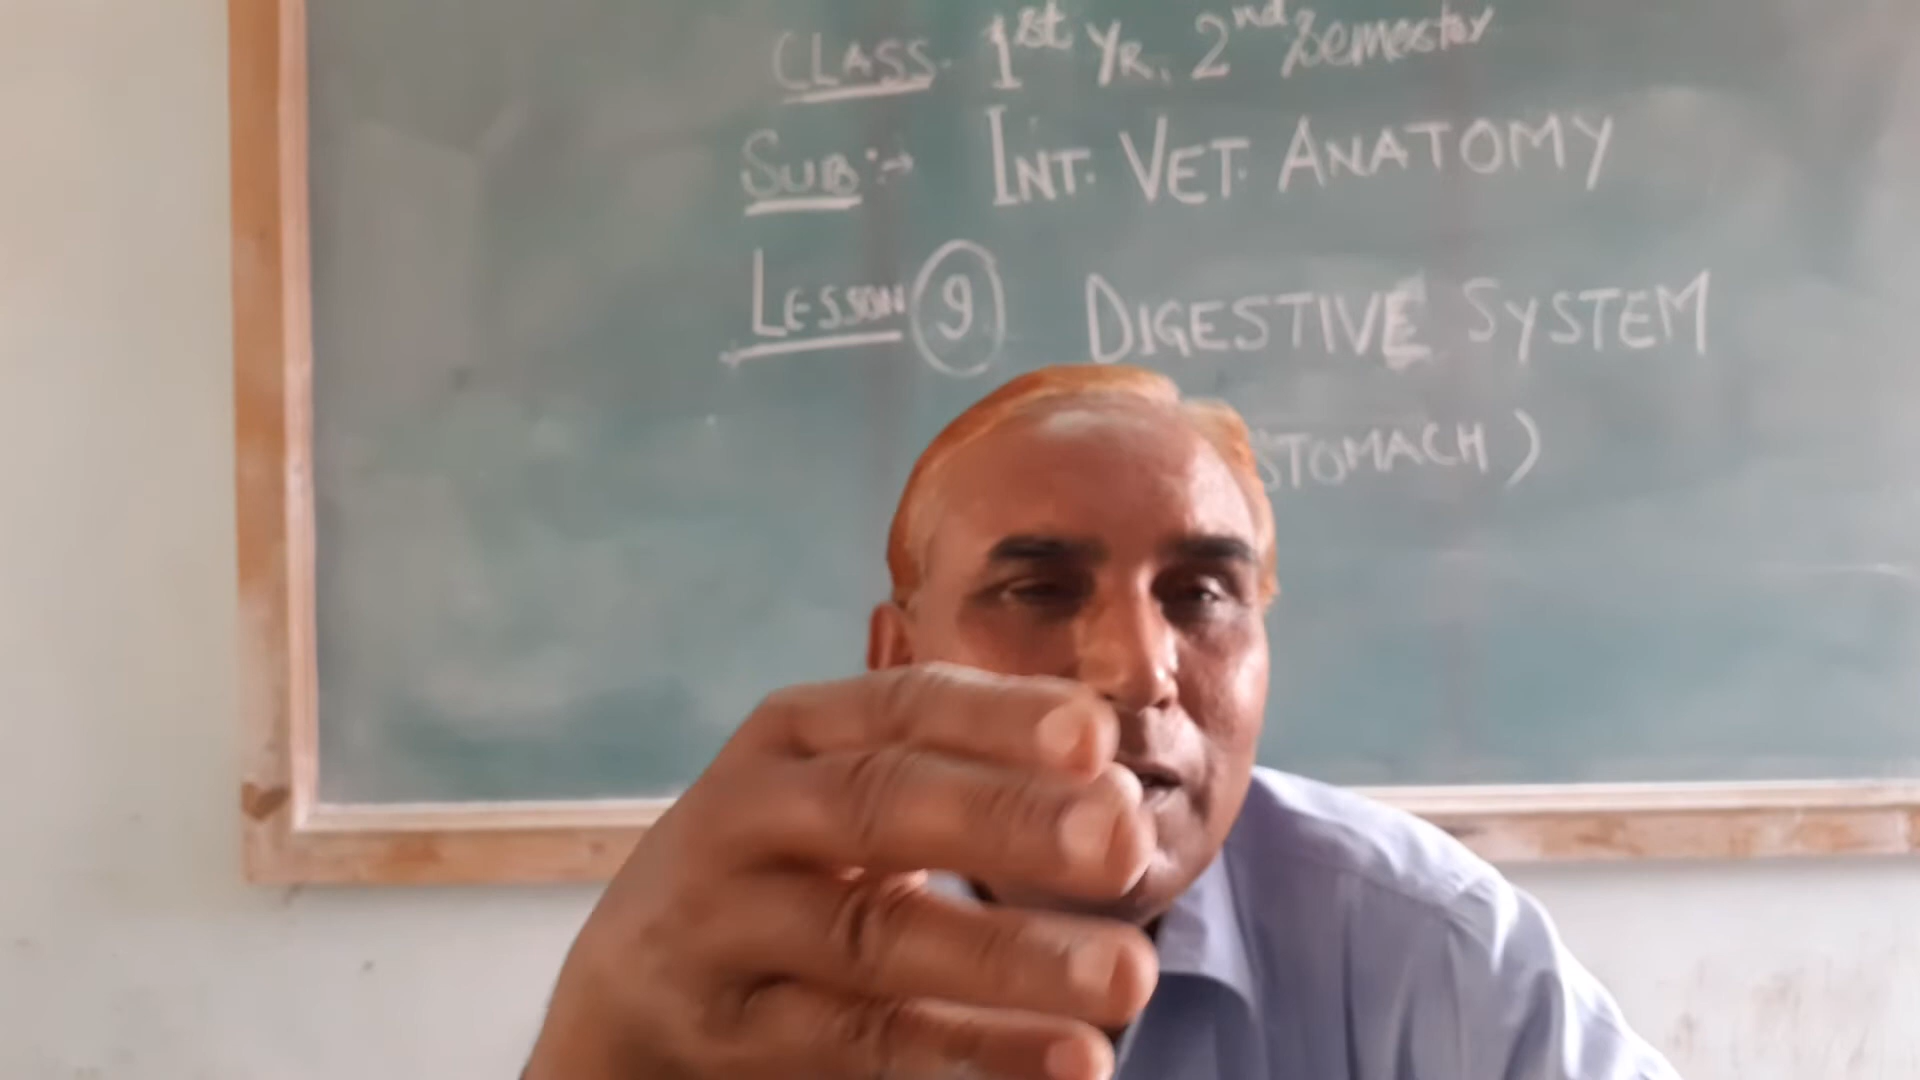 CLASS. 1st YR. 2nd Semester
SUB:→ INT. VET. ANATOMY
LESSON 9 DIGESTIVE SYSTEM
STOMACH)